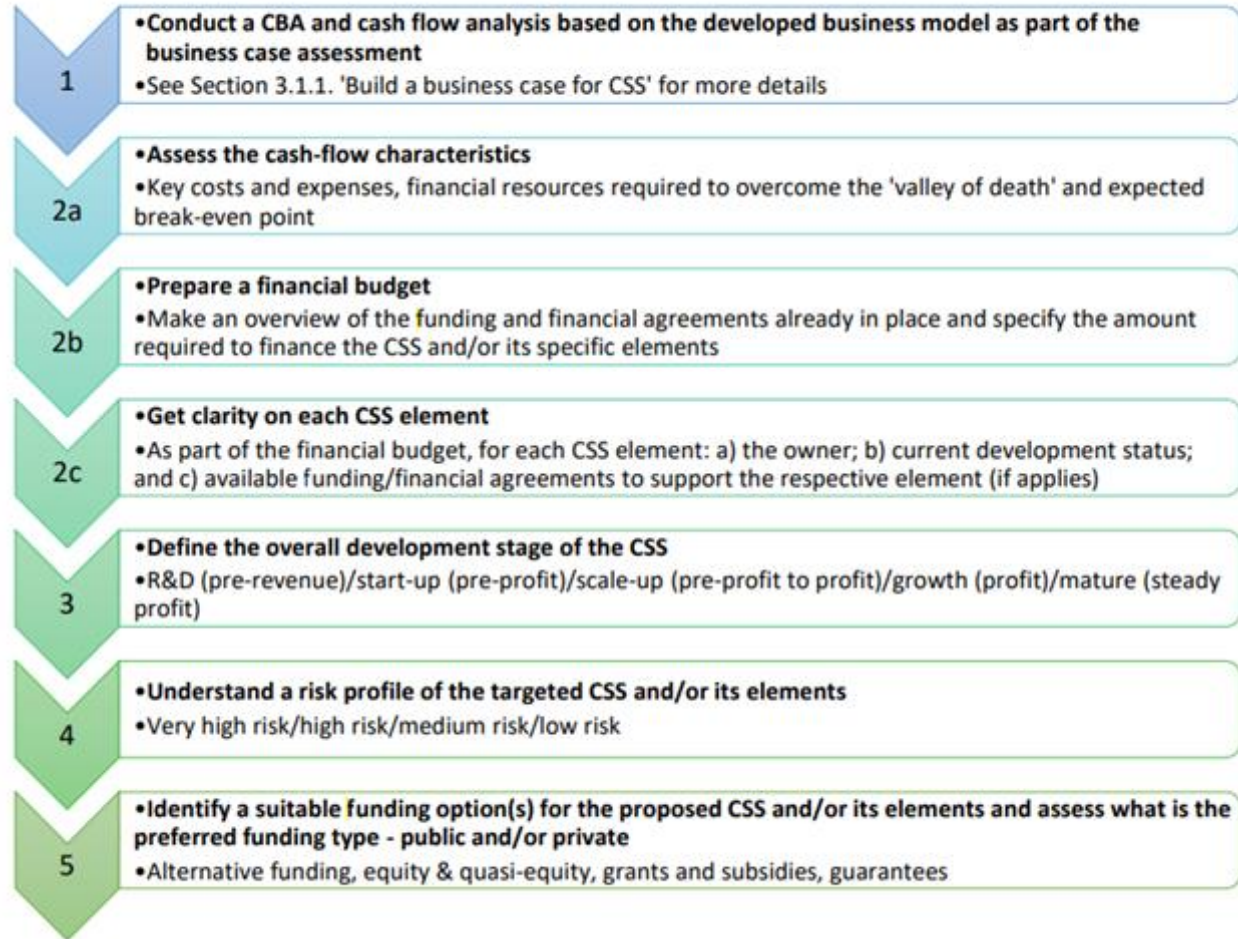 1
•Conduct a CBA and cash flow analysis based on the developed business model as part of the
business case assessment
•See Section 3.1.1. 'Build a business case for CSS' for more details
2a
•Assess the cash-flow characteristics
•Key costs and expenses, financial resources required to overcome the 'valley of death' and expected
break-even point
2b
•Prepare a financial budget
•Make an overview of the funding and financial agreements already in place and specify the amount
required to finance the CSS and/or its specific elements
2c
•Get clarity on each CSS element
•As part of the financial budget, for each CSS element: a) the owner; b) current development status;
and c) available funding/financial agreements to support the respective element (if applies)
3
•Define the overall development stage of the CSS
•R&D (pre-revenue)/start-up (pre-profit)/scale-up (pre-profit to profit)/growth (profit)/mature (steady
profit)
4
•Understand a risk profile of the targeted CSS and/or its elements
•Very high risk/high risk/medium risk/low risk
5
•Identify a suitable funding option(s) for the proposed CSS and/or its elements and assess what is the
preferred funding type - public and/or private
•Alternative funding, equity & quasi-equity, grants and subsidies, guarantees